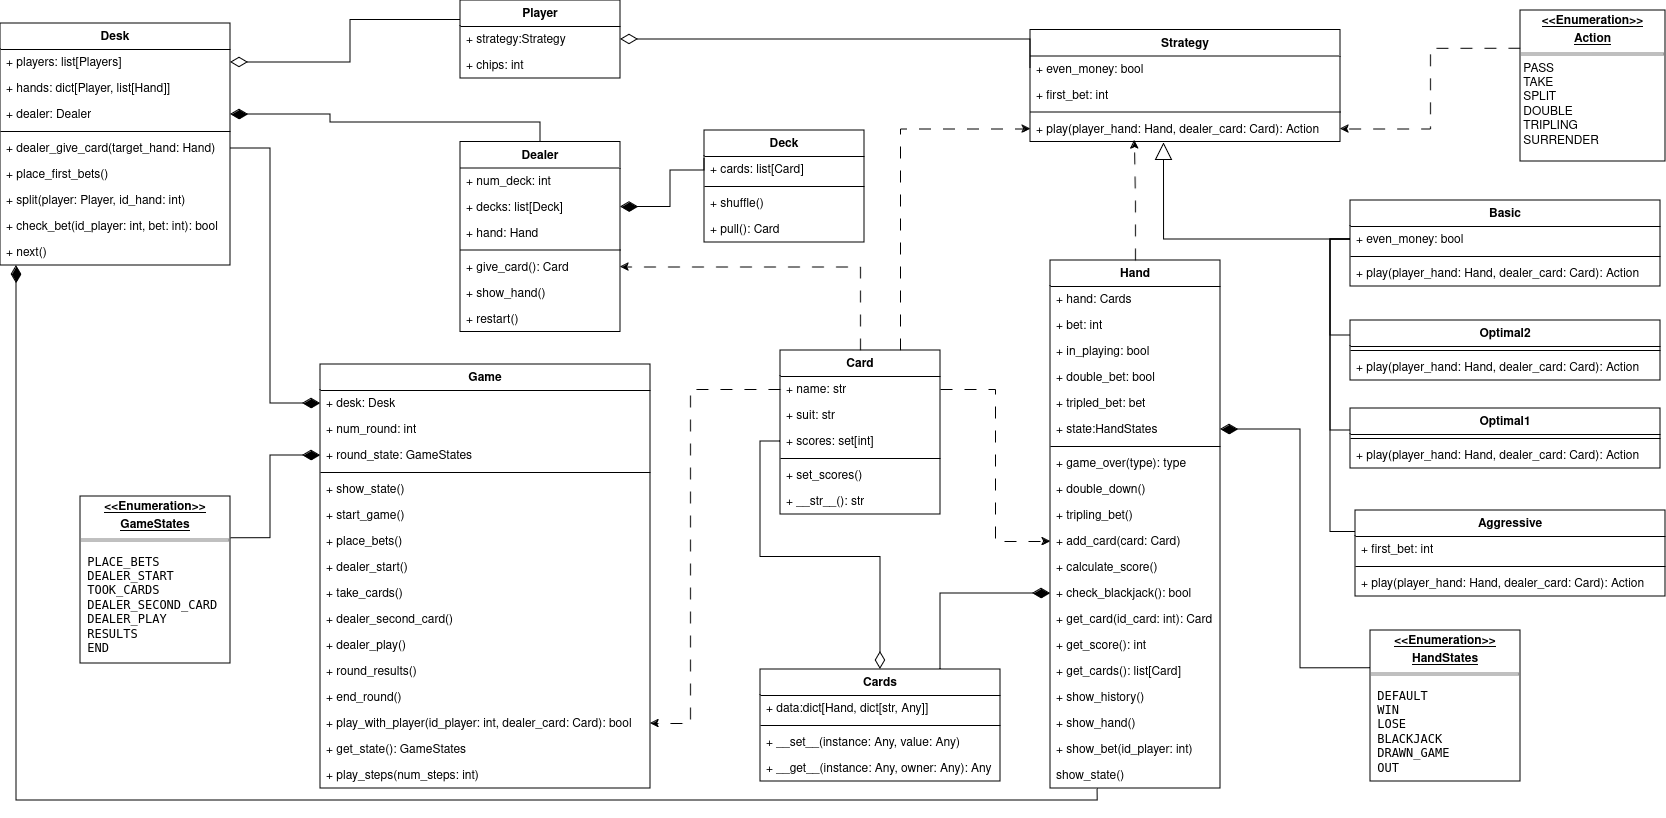 Desk
+ players: list[Players]
+ hands: dict[Player, list[Hand]]
+ dealer: Dealer
+ dealer_give_card(target_hand: Hand)
+ place_first_bets()
+ split(player: Player, id_hand: int)
+ check_bet(id_player: int, bet: int): bool
+ next()
Player
+ strategy:Strategy
+ chips: int
Strategy
+ even_money: bool
+ first_bet: int
+ play(player_hand: Hand, dealer_card: Card): Action
<<Enumeration>>
Action
PASS
TAKE
SPLIT
DOUBLE
TRIPLING
SURRENDER
Dealer
+ num_deck: int
+ decks: list[Deck]
+ hand: Hand
+ give_card(): Card
+ show_hand()
+ restart()
Deck
+ cards: list[Card]
+ shuffle()
+ pull(): Card
Basic
+ even_money: bool
+ play(player_hand: Hand, dealer_card: Card): Action
Optimal2
+ play(player_hand: Hand, dealer_card: Card): Action
Optimal1
+ play(player_hand: Hand, dealer_card: Card): Action
Aggressive
+ first_bet: int
+ play(player_hand: Hand, dealer_card: Card): Action
Hand
+ hand: Cards
+ bet: int
+ in_playing: bool
+ double_bet: bool
+ tripled_bet: bet
+ state:HandStates
+ game_over(type): type
+ double_down()
+ tripling_bet()
+ add_card(card: Card)
+ calculate_score()
+ check_blackjack(): bool
+ get_card(id_card: int): Card
+ get_score(): int
+ get_cards(): list[Card]
+ show_history()
+ show_hand()
+ show_bet(id_player: int)
show_state()
Card
+ name: str
+ suit: str
+ scores: set[int]
+ set_scores()
+ __str__(): str
Game
+ desk: Desk
+ num_round: int
+ round_state: GameStates
+ show_state()
+ start_game()
+ place_bets()
+ dealer_start()
+ take_cards()
+ dealer_second_card()
+ dealer_play()
+ round_results()
+ end_round()
+ play_with_player(id_player: int, dealer_card: Card): bool
+ get_state(): GameStates
+ play_steps(num_steps: int)
<<Enumeration>>
GameStates
PLACE_BETS
DEALER_START
TOOK_CARDS
DEALER_SECOND_CARD
DEALER_PLAY
RESULTS
END
Cards
+ data:dict[Hand, dict[str, Any]]
+ __set__(instance: Any, value: Any)
+ __get__(instance: Any, owner: Any): Any
<<Enumeration>>
HandStates
DEFAULT
WIN
LOSE
BLACKJACK
DRAWN_GAME
OUT